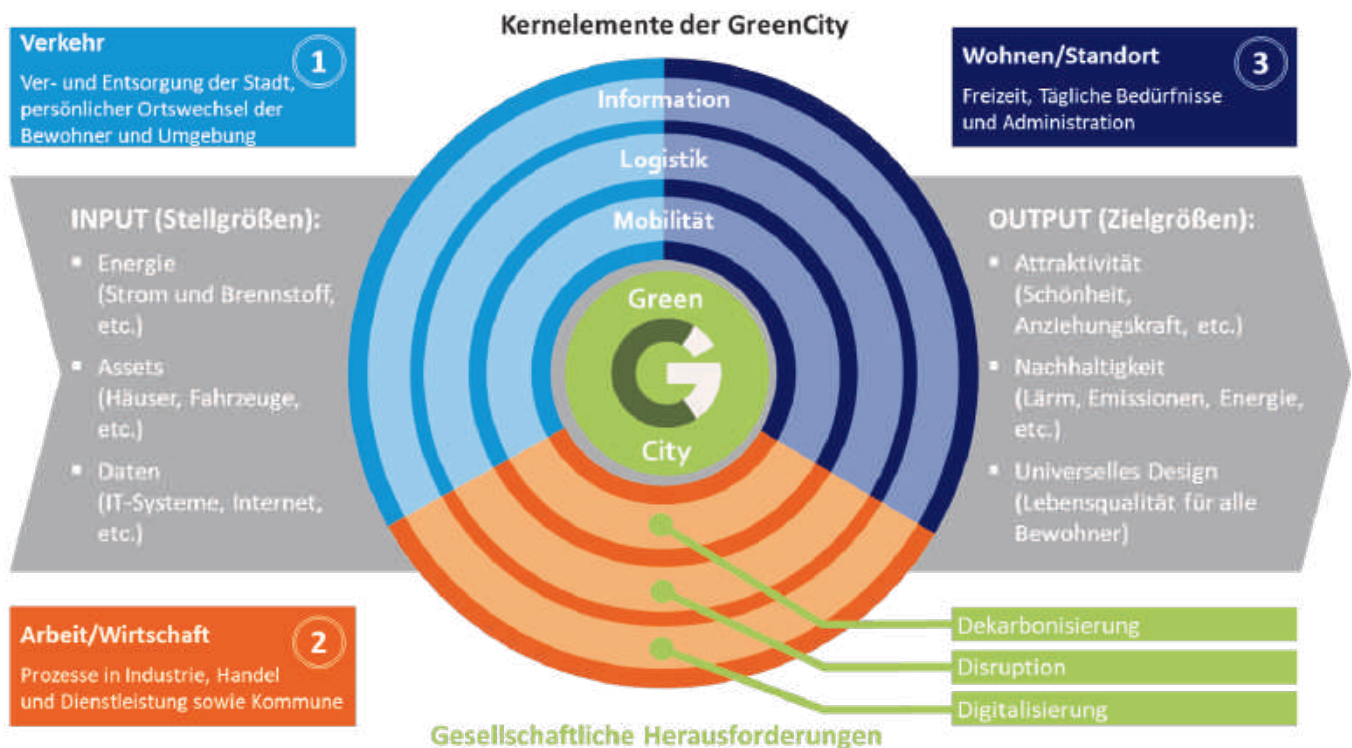 Kernelemente der GreenCity
Verkehr
1
Ver- und Entsorgung der Stadt,
persönlicher Ortswechsel der
Bewohner und Umgebung
Wohnen/Standort
3
Freizeit, Tägliche Bedürfnisse
und Administration
Information
Logistik
Mobilität
Green
G
City
INPUT (Stellgrößen):
▪ Energie
(Strom und Brennstoff,
etc.)
▪ Assets
(Häuser, Fahrzeuge,
etc.)
▪ Daten
(IT-Systeme, Internet,
etc.)
OUTPUT (Zielgrößen):
▪ Attraktivität
(Schönheit,
Anziehungskraft, etc.)
▪ Nachhaltigkeit
(Lärm, Emissionen, Energie,
etc.)
▪ Universelles Design
(Lebensqualität für alle
Bewohner)
Arbeit/Wirtschaft
2
Prozesse in Industrie, Handel
und Dienstleistung sowie Kommune
Dekarbonisierung
Disruption
Digitalisierung
Gesellschaftliche Herausforderungen